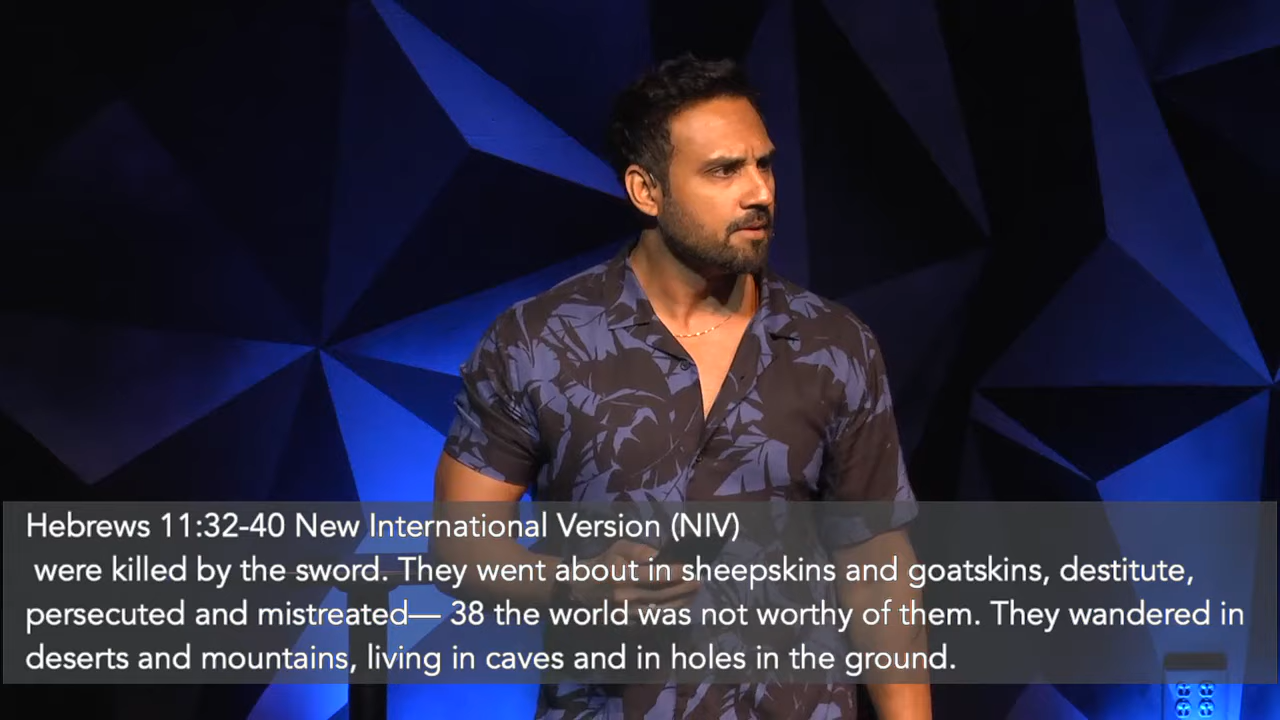 Hebrews 11:32-40 New International Version (NIV)
were killed by the sword. They went about in sheepskins and goatskins, destitute,
persecuted and mistreated— 38 the world was not worthy of them. They wandered in
deserts and mountains, living in caves and in holes in the ground.